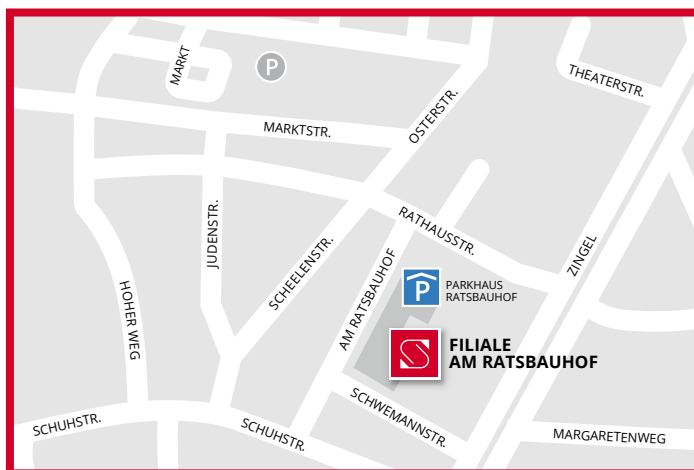 MARKT
P
THEATERSTR.
OSTERSTR.
MARKTSTR.
RATHAUSSTR.
JUDENSTR.
SCHEELENSTR.
ZINGEL
AM RATSBAUHOF
HOHER WEG
P
PARKHAUS
RATSBAUHOF
S
FILIALE
AM RATSBAUHOF
SCHWEMANNSTR.
SCHUHSTR.
SCHUHSTR.
MARGARETENWEG